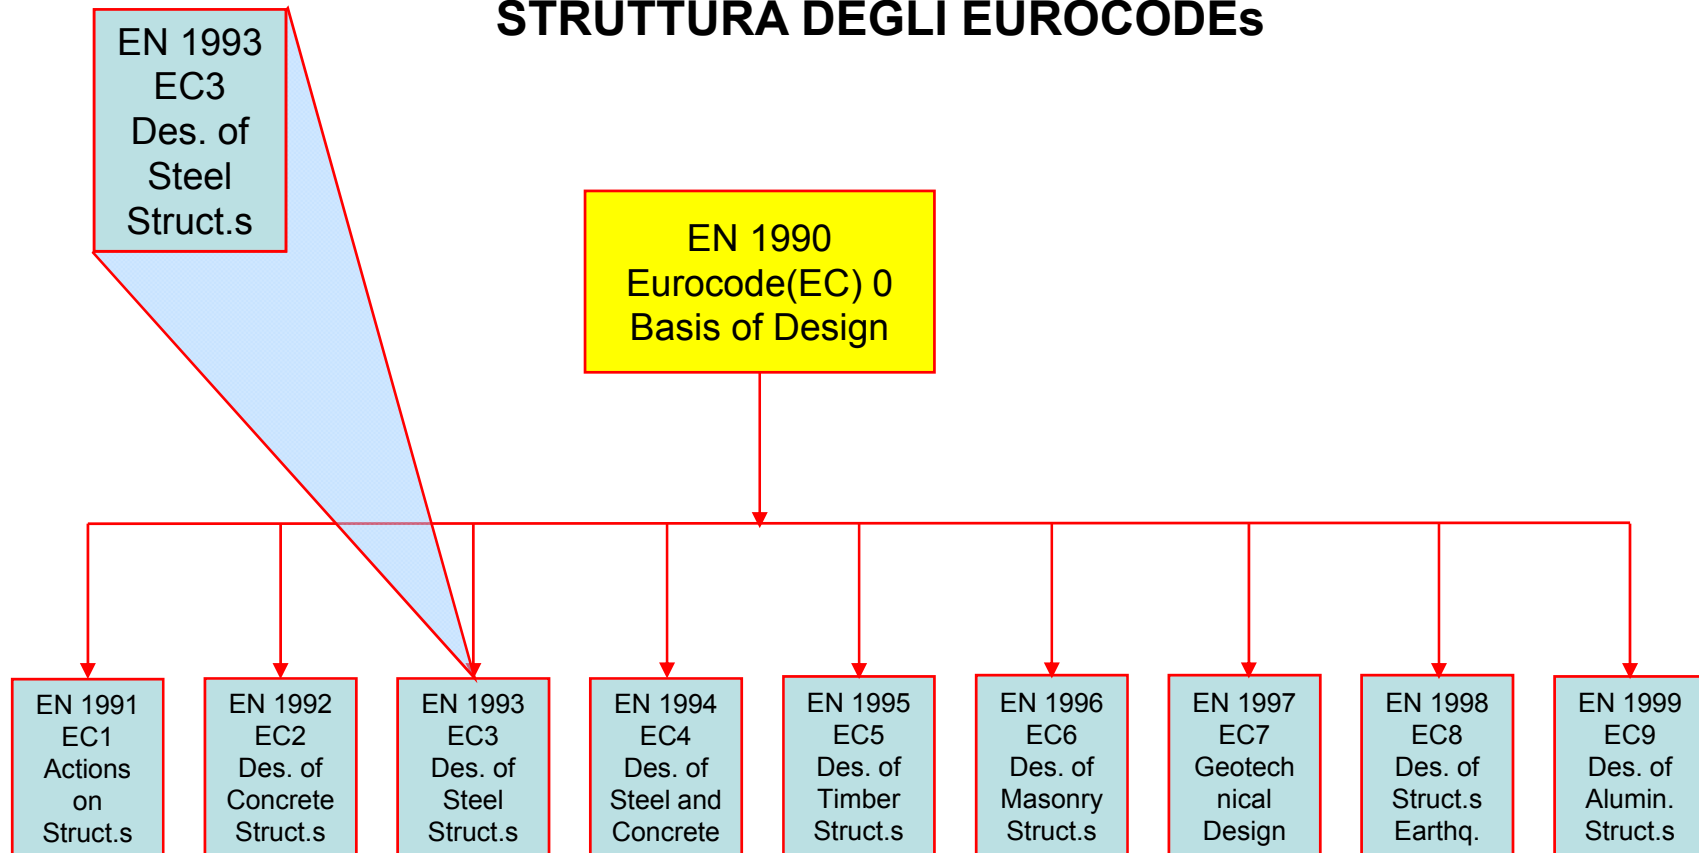 STRUTTURA DEGLI EUROCODEs
EN 1993
EC3
Des. of
Steel
Struct.s
EN 1990
Eurocode(EC) 0
Basis of Design
EN 1991
EC1
Actions
on
Struct.s
EN 1992
EC2
Des. of
Concrete
Struct.s
EN 1993
EC3
Des. of
Steel
Struct.s
EN 1994
EC4
Des. of
Steel and
Concrete
EN 1995
EC5
Des. of
Timber
Struct.s
EN 1996
EC6
Des. of
Masonry
Struct.s
EN 1997
EC7
Geotech
nical
Design
EN 1998
EC8
Des. of
Struct.s
Earthq.
EN 1999
EC9
Des. of
Alumin.
Struct.s